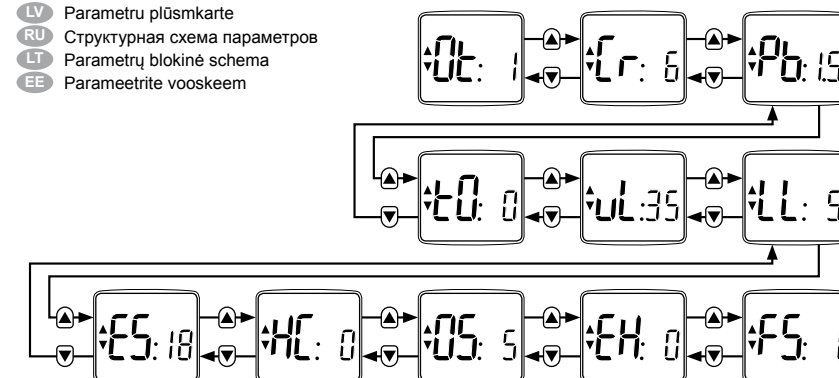 LV Parametru plūsmkarte
RU Структурная схема параметров
LT Parametrų blokinė schema
EE Parameetrite vooskeem
Ot: 1
Cr: 6
Pb: 1.5
tO: 0
uL:35
LL: 5
ES: 18
HC: 0
OS: 5
EH: 0
FS: